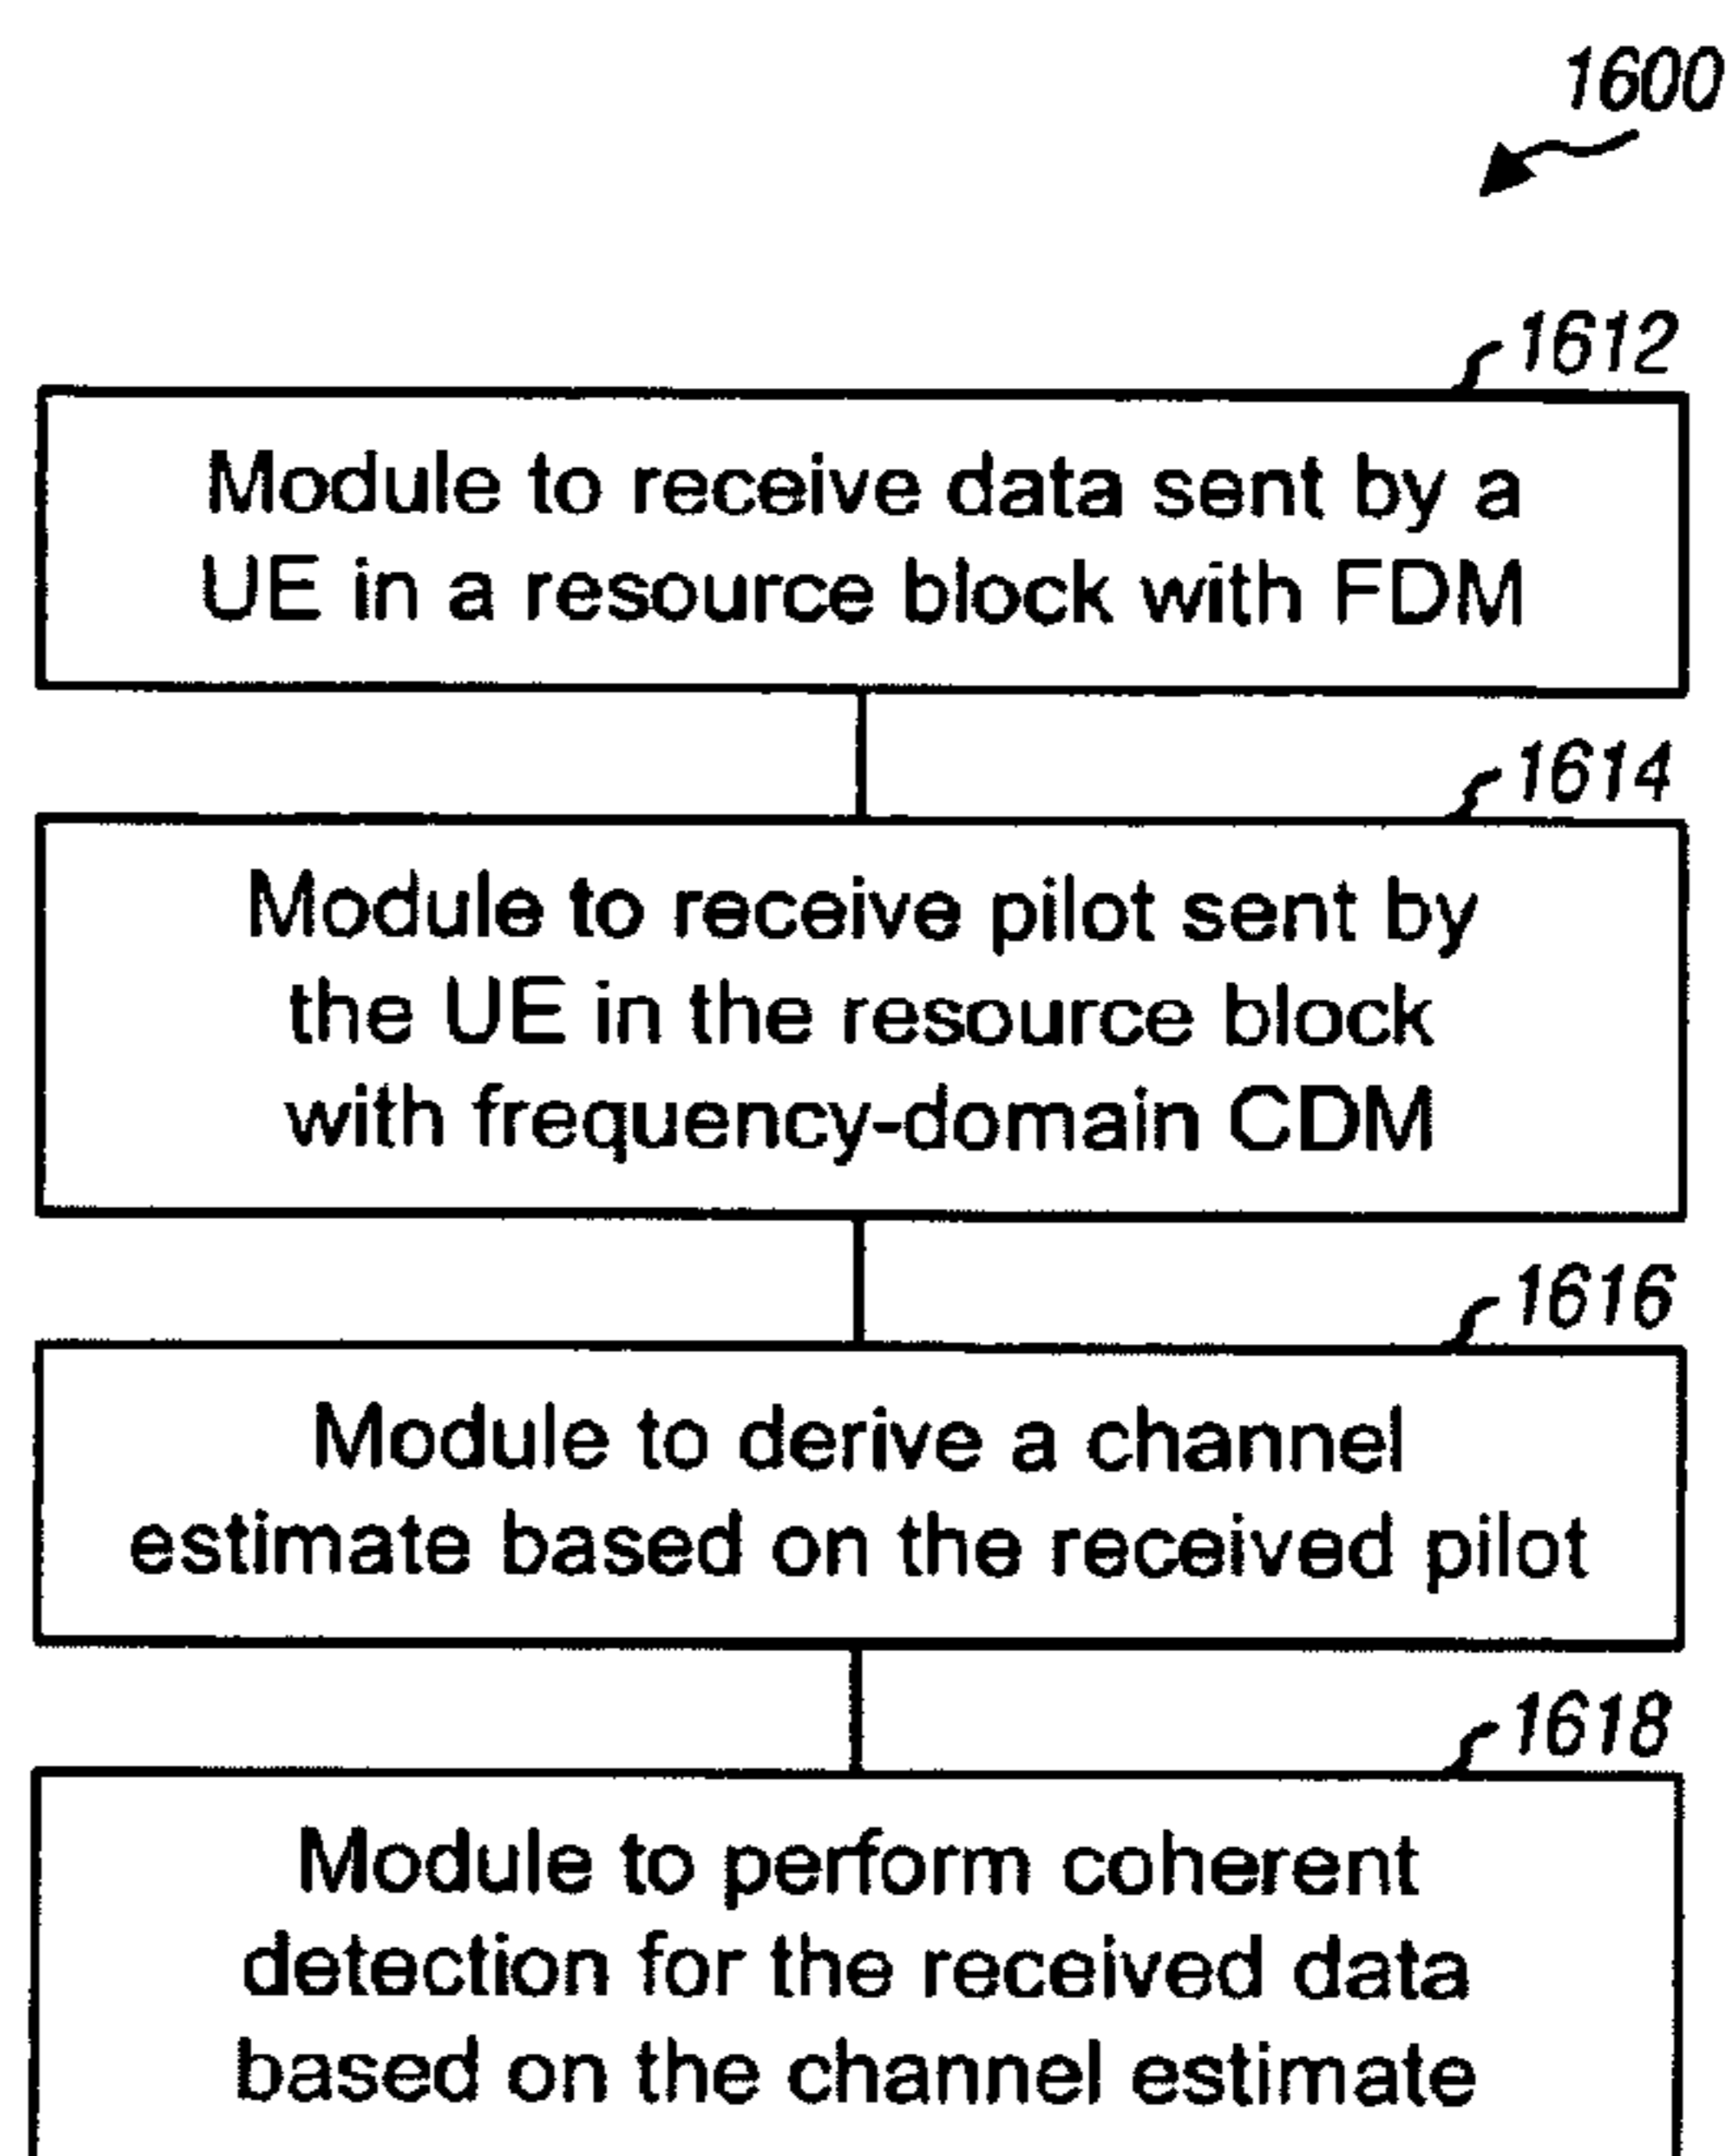 1600
1612
Module to receive data sent by a
UE in a resource block with FDM
1614
Module to receive pilot sent by
the UE in the resource block
with frequency-domain CDM
1616
Module to derive a channel
estimate based on the received pilot
1618
Module to perform coherent
detection for the received data
based on the channel estimate